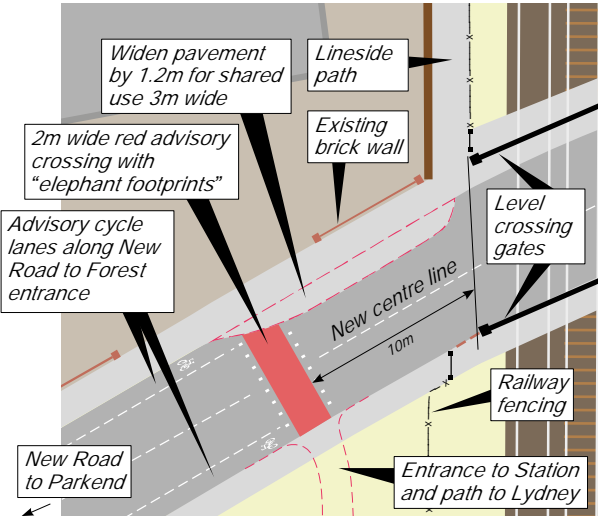 Widen pavement
by 1.2m for shared
use 3m wide
Lineside
path
2m wide red advisory
crossing with
“elephant footprints”
Existing
brick wall
Advisory cycle
lanes along New
Road to Forest
entrance
Level
crossing
gates
New centre line
10m
Railway
fencing
New Road
to Parkend
Entrance to Station
and path to Lydney